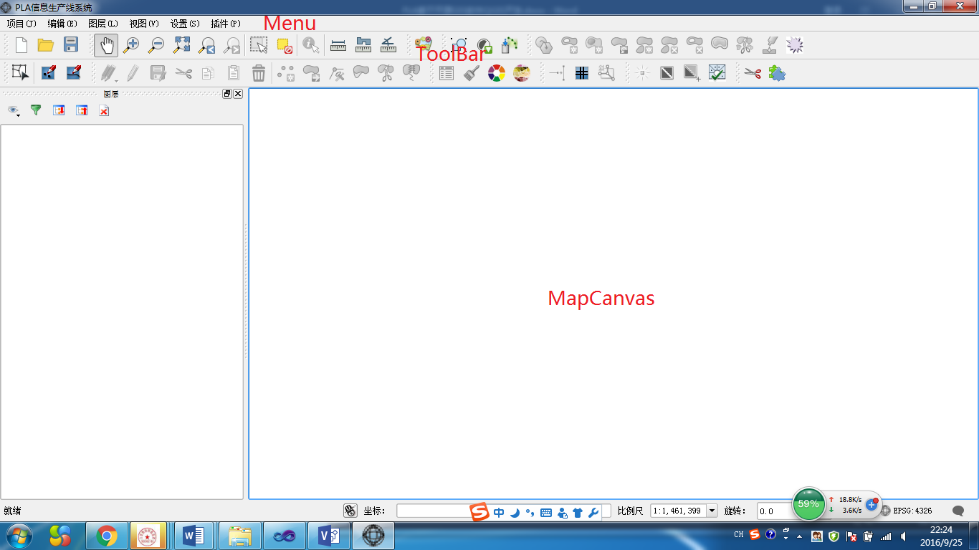 PLA信息生产线系统
项目(J) 编辑(E) 图层(L) 视图(V) 设置(S) 插件(P)
Menu
ToolBar
图层
MapCanvas
就绪
坐标:
中
比例尺 1:1,461,399
旋转: 0.0
59%
18.8K/s
3.6K/s
EPSG:4326
CH
22:24
2016/9/25